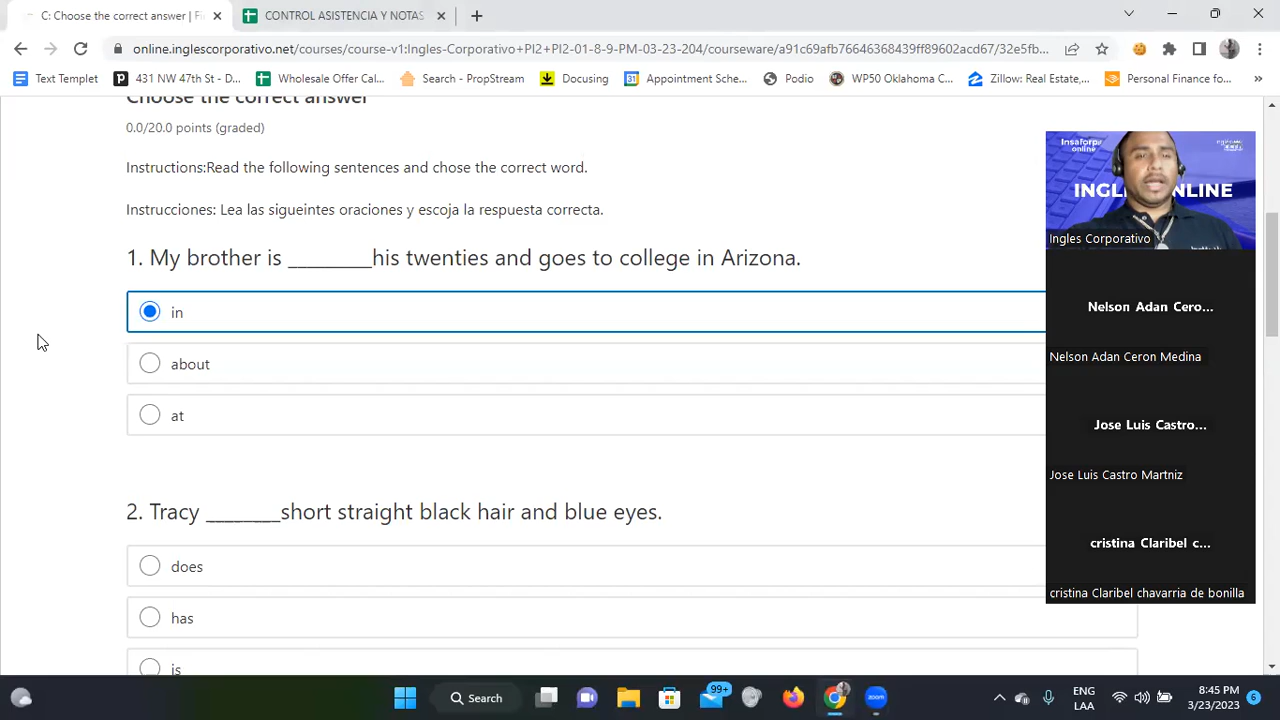 C: Choose the correct answer | Fi
CONTROL ASISTENCIA Y NOTAS
online.inglescorporativo.net/courses/course-v1:Ingles-Corporativo+PI2+PI2-01-8-9-PM-03-23-204/courseware/a91c69afb76646368439ff89602acd67/32e5fb...
Text Templet
431 NW 47th St - D...
Wholesale Offer Cal...
Search - PropStream
Docusing
Appointment Sche...
Podio
WP50 Oklahoma C...
Zillow: Real Estate,...
Personal Finance fo...
Choose the correct answer
0.0/20.0 points (graded)
Instructions:Read the following sentences and chose the correct word.
Instrucciones: Lea las sigueintes oraciones y escoja la respuesta correcta.
1. My brother is ________his twenties and goes to college in Arizona.
in
about
at
2. Tracy _______short straight black hair and blue eyes.
does
has
is
Ingles Corporativo
Nelson Adan Cero...
Nelson Adan Ceron Medina
Jose Luis Castro...
Jose Luis Castro Martniz
cristina Claribel c...
cristina Claribel chavarria de bonilla
Search
99+
zoom
ENG
LAA
8:45 PM
3/23/2023
6